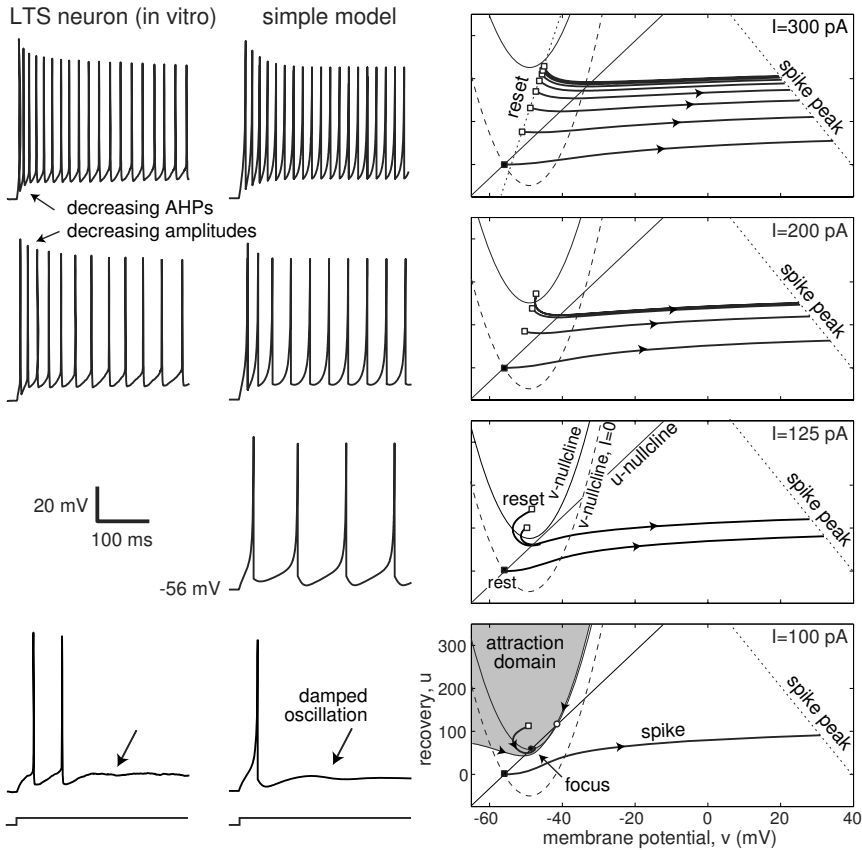 LTS neuron (in vitro)
simple model
decreasing AHPs
decreasing amplitudes
20 mV
100 ms
-56 mV
damped
oscillation
I=300 pA
reset
spike peak
I=200 pA
spike peak
I=125 pA
v-nullcline
v-nullcline, I=0
u-nullcline
reset
rest
spike peak
I=100 pA
attraction
domain
spike
focus
spike peak
recovery, u
300
200
100
0
-60
-40
-20
0
20
40
membrane potential, v (mV)